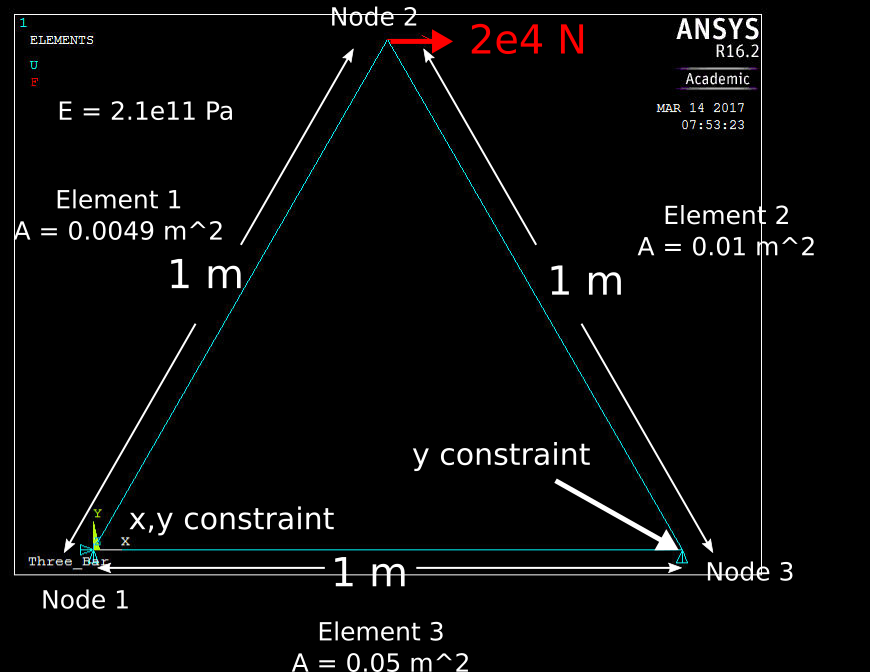 1
Node 2
ELEMENTS
2e4 N
ANSYS
R16.2
Academic
U
F
MAR 14 2017
07:53:23
E = 2.1e11 Pa
Element 1
A = 0.0049 m^2
Element 2
A = 0.01 m^2
1 m
1 m
y constraint
Y
x,y constraint
X
Three_Bar
1 m
Node 3
Node 1
Element 3
A = 0.05 m^2